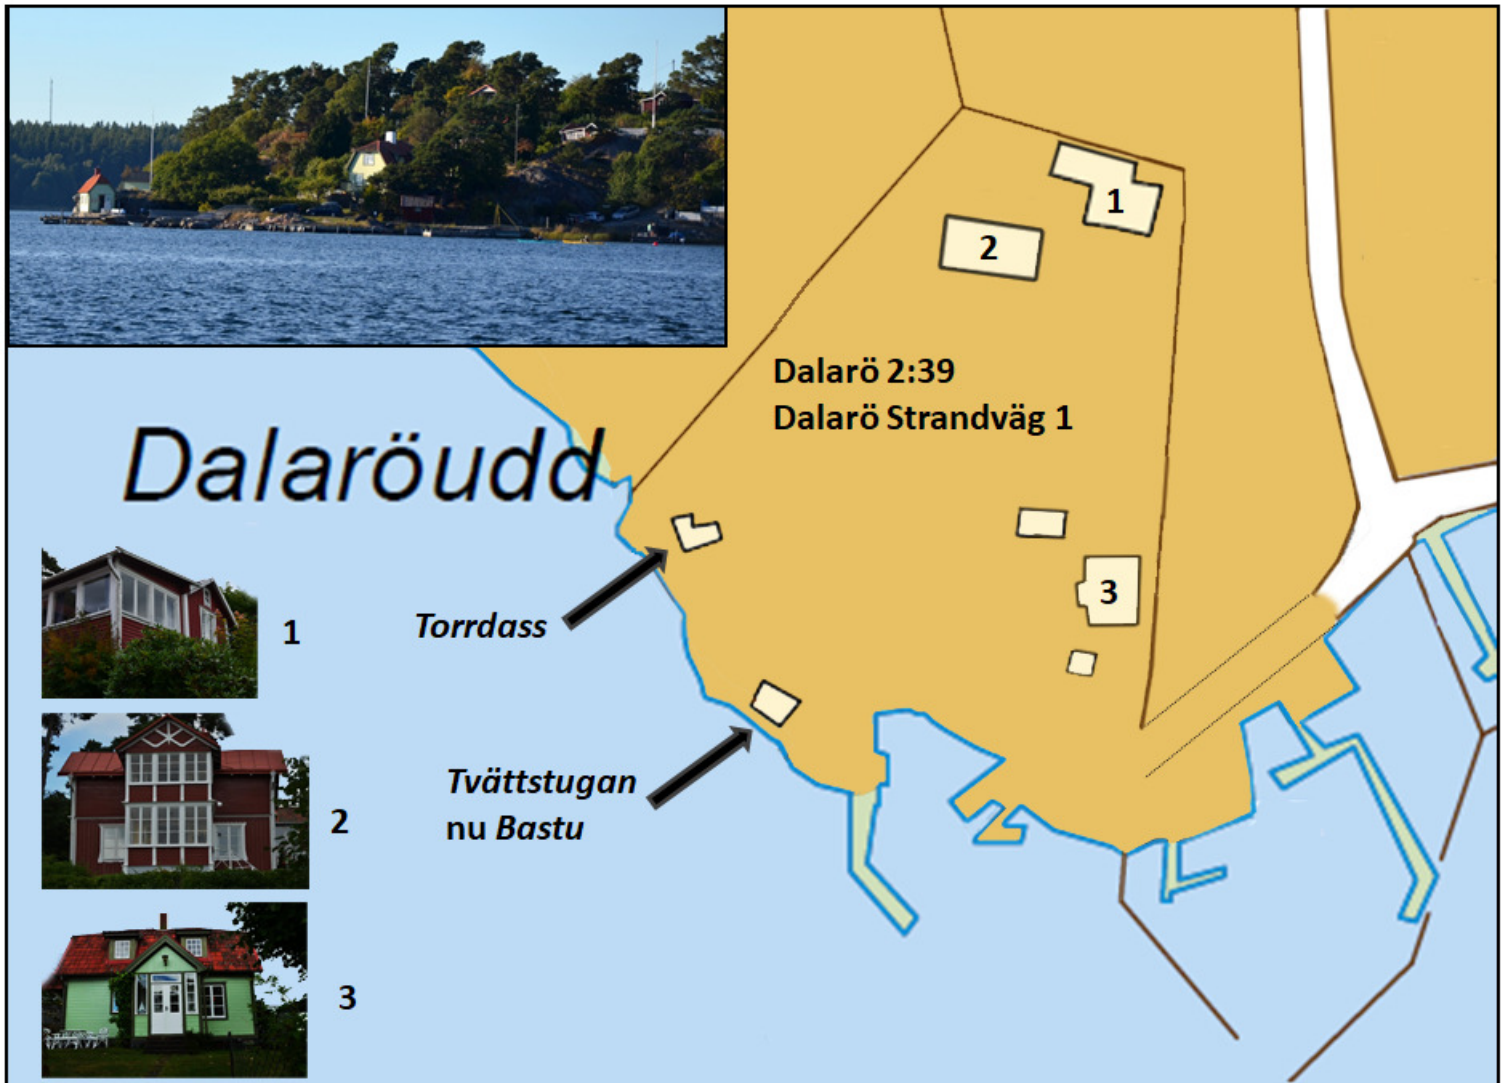 1
2
Dalarö 2:39
Dalarö Strandväg 1
Dalaröudd
3
Torrdass
1
Tvättstugan
nu Bastu
2
3